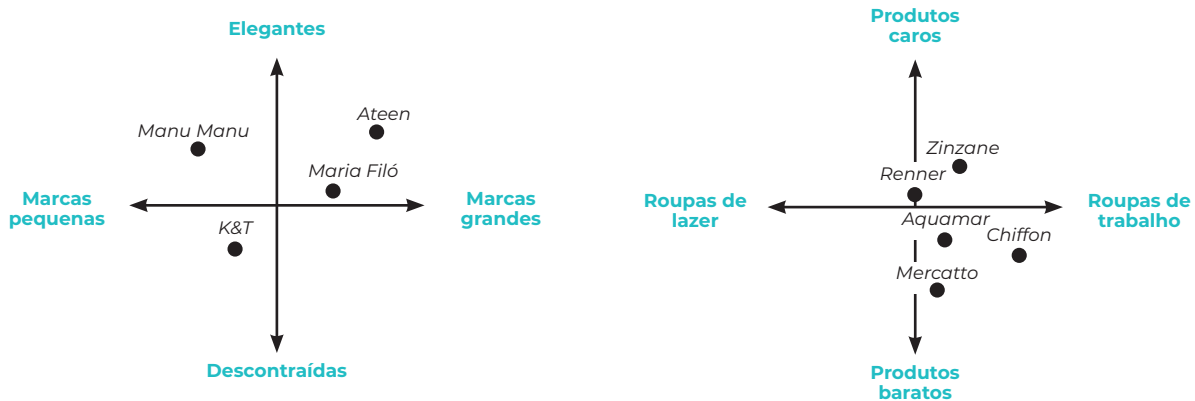 Elegantes
Ateen
Manu Manu
Maria Filó
Marcas
pequenas
Marcas
grandes
K&T
Descontraídas
Produtos
caros
Zinzane
Renner
Roupas de
lazer
Roupas de
trabalho
Aquamar
Chiffon
Mercatto
Produtos
baratos